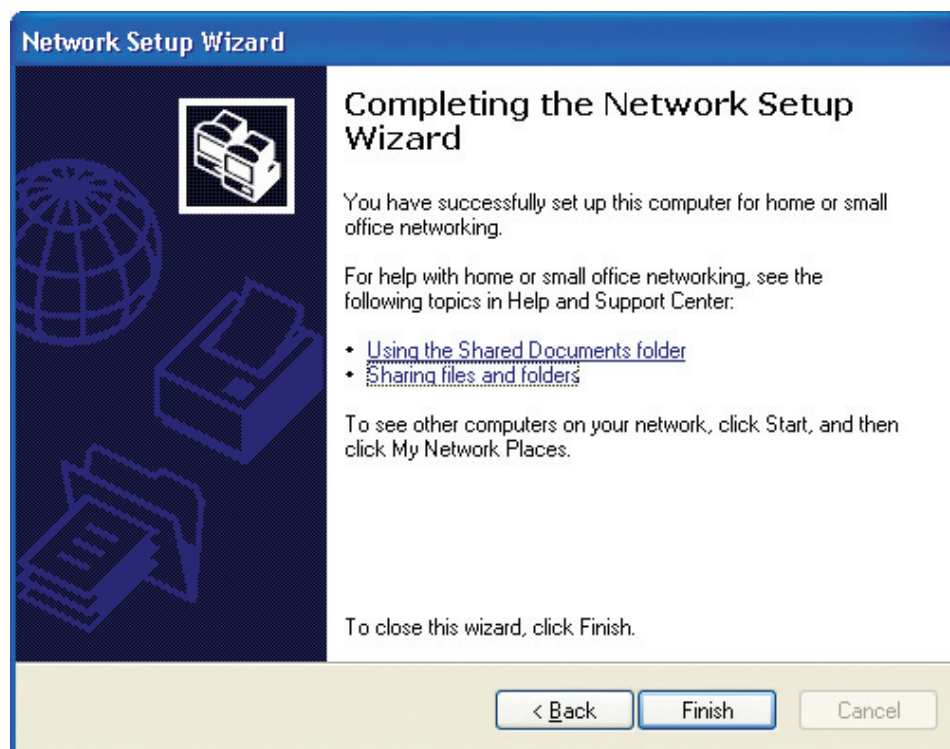 Network Setup Wizard
Completing the Network Setup
Wizard
You have successfully set up this computer for home or small
office networking.
For help with home or small office networking, see the
following topics in Help and Support Center:
• Using the Shared Documents folder
• Sharing files and folders
To see other computers on your network, click Start, and then
click My Network Places.
To close this wizard, click Finish.
< Back Finish Cancel